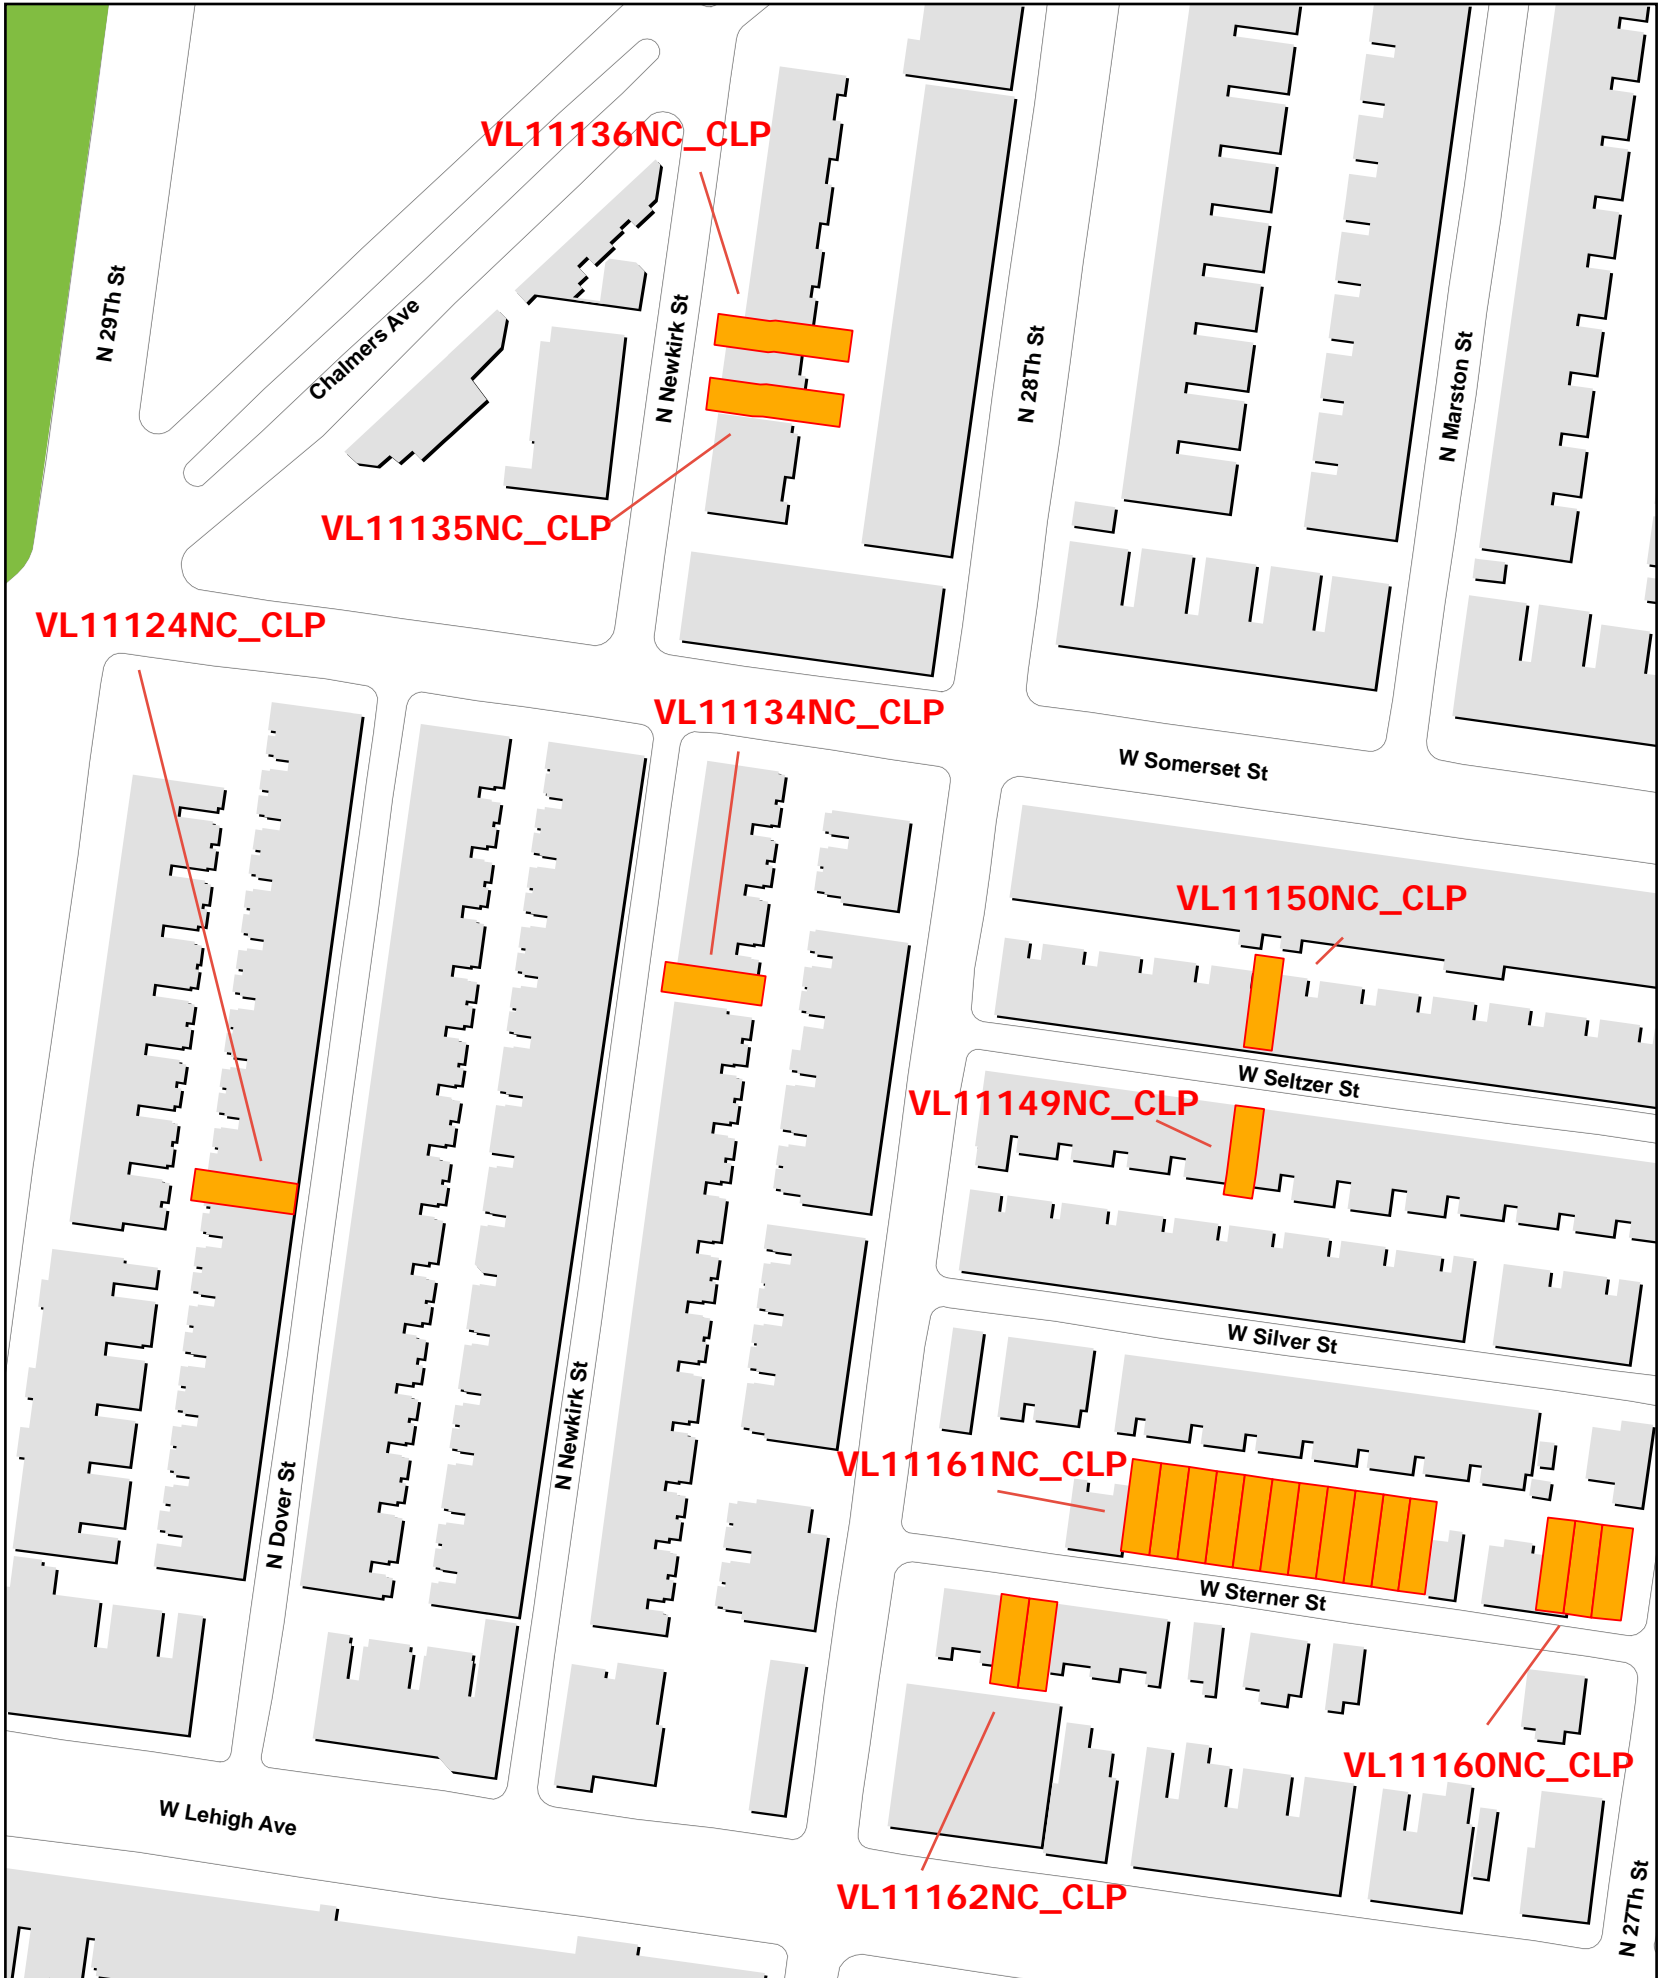 VL11136NC_CLP
N 29Th St
Chalmers Ave
N Newkirk St
N 28Th St
N Marston St
VL11135NC_CLP
VL11124NC_CLP
VL11134NC_CLP
W Somerset St
VL11150NC_CLP
W Seltzer St
VL11149NC_CLP
W Silver St
N Newkirk St
VL11161NC_CLP
N Dover St
W Sterner St
VL11160NC_CLP
W Lehigh Ave
VL11162NC_CLP
N 27Th St